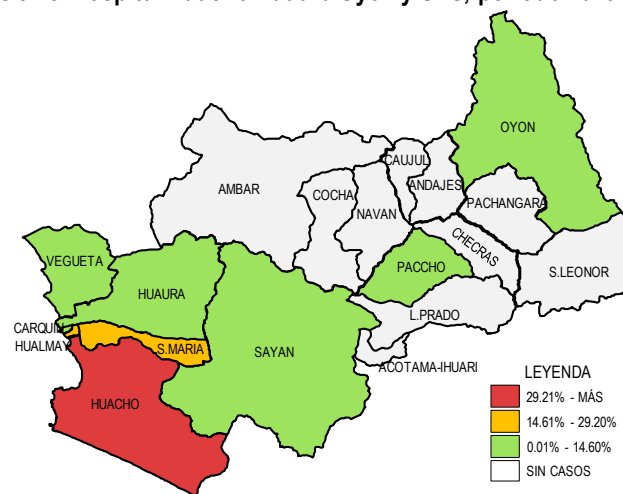 OYON
CAUJUL
AMBAR
COCHA
ANDAJES
NAVAN
PACHANGARA
CHECRAS
VEGUETA
PACCHO
S.LEONOR
HUAURA
L.PRADO
CARQUIN
HUALMAY
S.MARIA
SAYAN
ACOTAMA-IHUARI
HUACHO
LEYENDA
29.21% - MÁS
14.61% - 29.20%
0.01% - 14.60%
SIN CASOS